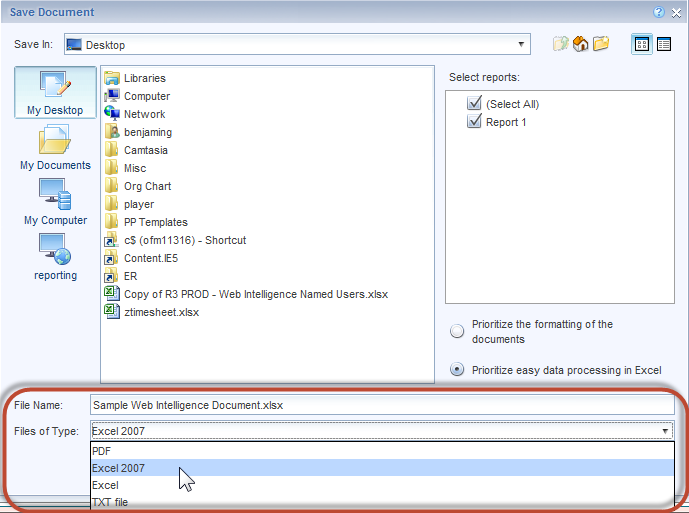 Save Document
Save In: Desktop
My Desktop
My Documents
My Computer
reporting
Libraries
Computer
Network
benjaming
Camtasia
Misc
Org Chart
player
PP Templates
c$ (ofm11316) - Shortcut
Content.IE5
ER
Copy of R3 PROD - Web Intelligence Named Users.xlsx
ztimesheet.xlsx
Select reports:
(Select All)
Report 1
Prioritize the formatting of the
documents
Prioritize easy data processing in Excel
File Name: Sample Web Intelligence Document.xlsx
Files of Type: Excel 2007
PDF
Excel 2007
Excel
TXT file